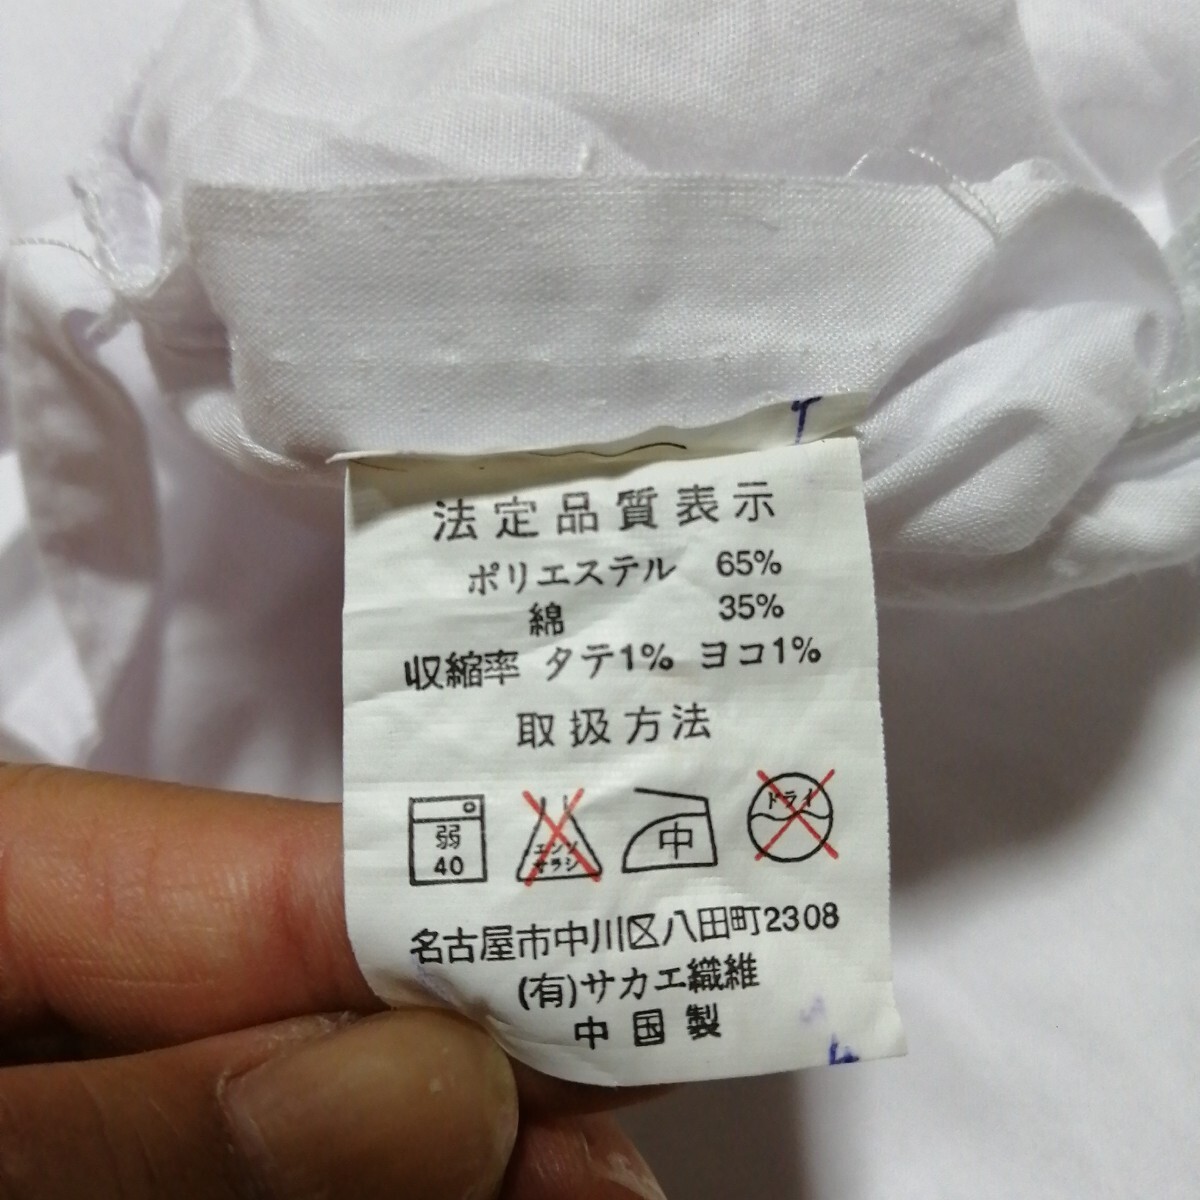 法定品質表示
ポリエステル 65%
綿 35%
収縮率 タテ1% ヨコ1%
取扱方法
弱
40
エンソ
サラシ
中
ドライ
名古屋市中川区八田町2308
(有)サカエ織維
中国製